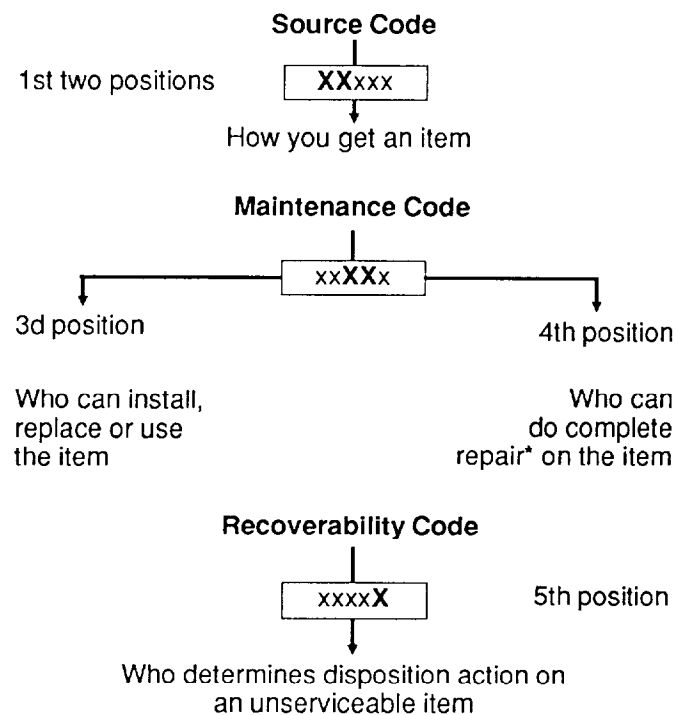 Source Code
1st two positions
XXxxx
How you get an item
Maintenance Code
xxXXx
3d position
4th position
Who can install,
replace or use
the item
Who can
do complete
repair* on the item
Recoverability Code
xxxxX
5th position
Who determines disposition action on
an unserviceable item